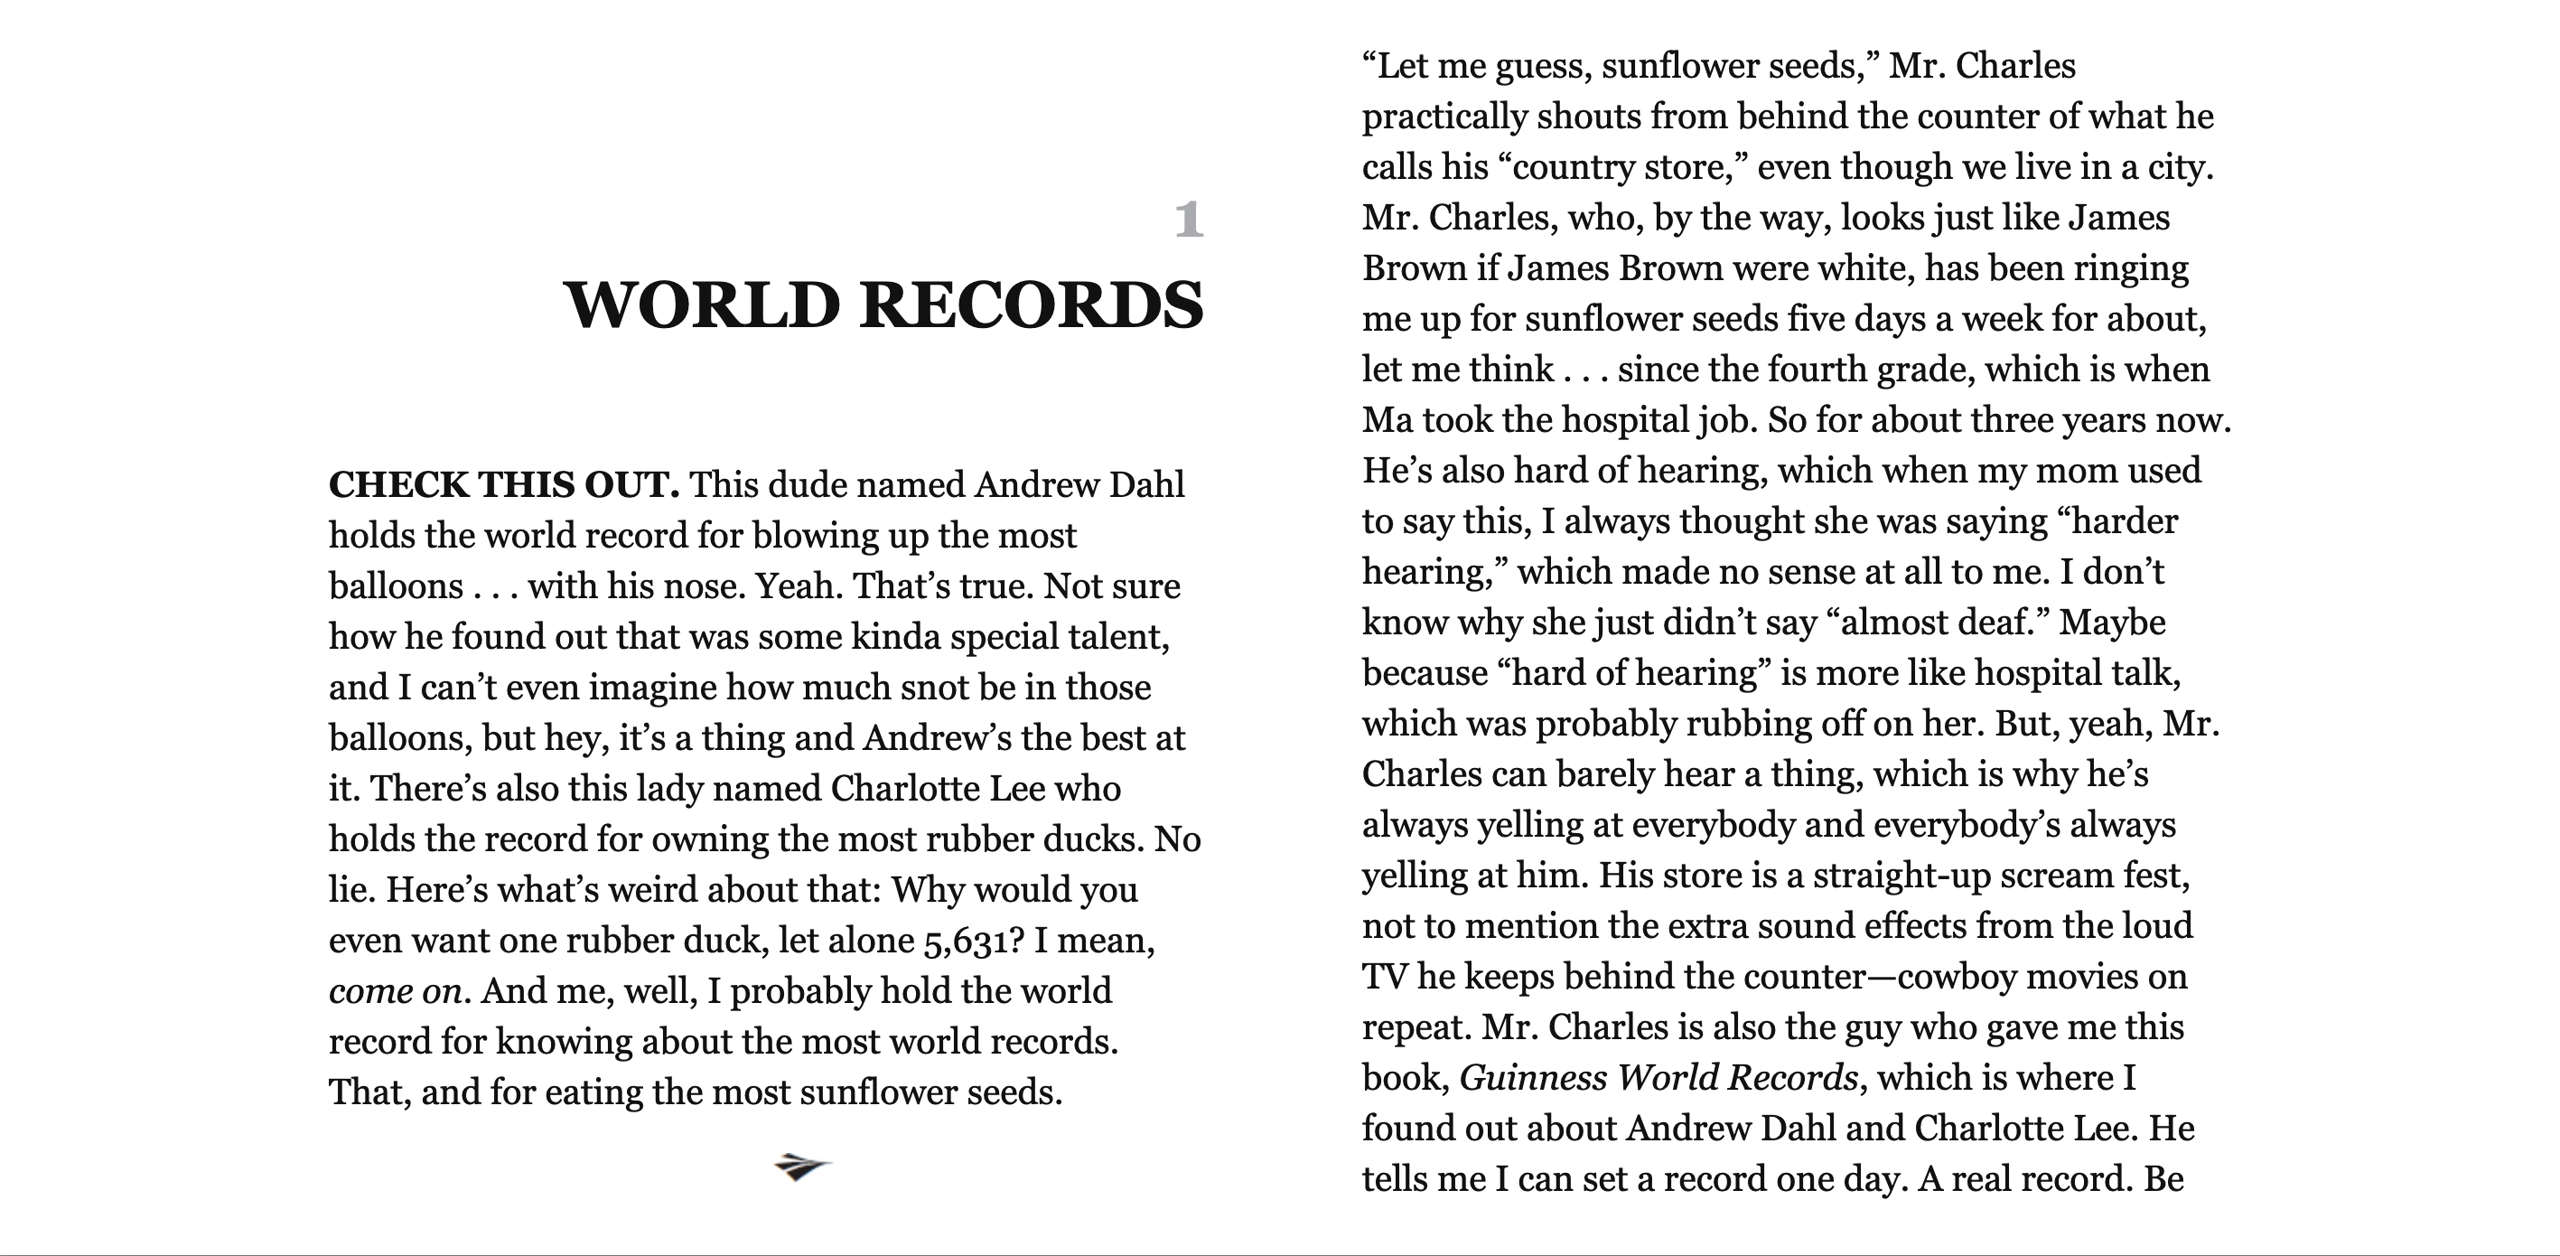 1
WORLD RECORDS
CHECK THIS OUT. This dude named Andrew Dahl
holds the world record for blowing up the most
balloons . . . with his nose. Yeah. That’s true. Not sure
how he found out that was some kinda special talent,
and I can’t even imagine how much snot be in those
balloons, but hey, it’s a thing and Andrew’s the best at
it. There’s also this lady named Charlotte Lee who
holds the record for owning the most rubber ducks. No
lie. Here’s what’s weird about that: Why would you
even want one rubber duck, let alone 5,631? I mean,
come on. And me, well, I probably hold the world
record for knowing about the most world records.
That, and for eating the most sunflower seeds.
“Let me guess, sunflower seeds,” Mr. Charles
practically shouts from behind the counter of what he
calls his “country store,” even though we live in a city.
Mr. Charles, who, by the way, looks just like James
Brown if James Brown were white, has been ringing
me up for sunflower seeds five days a week for about,
let me think . . . since the fourth grade, which is when
Ma took the hospital job. So for about three years now.
He’s also hard of hearing, which when my mom used
to say this, I always thought she was saying “harder
hearing,” which made no sense at all to me. I don’t
know why she just didn’t say “almost deaf.” Maybe
because “hard of hearing” is more like hospital talk,
which was probably rubbing off on her. But, yeah, Mr.
Charles can barely hear a thing, which is why he’s
always yelling at everybody and everybody’s always
yelling at him. His store is a straight-up scream fest,
not to mention the extra sound effects from the loud
TV he keeps behind the counter—cowboy movies on
repeat. Mr. Charles is also the guy who gave me this
book, Guinness World Records, which is where I
found out about Andrew Dahl and Charlotte Lee. He
tells me I can set a record one day. A real record. Be